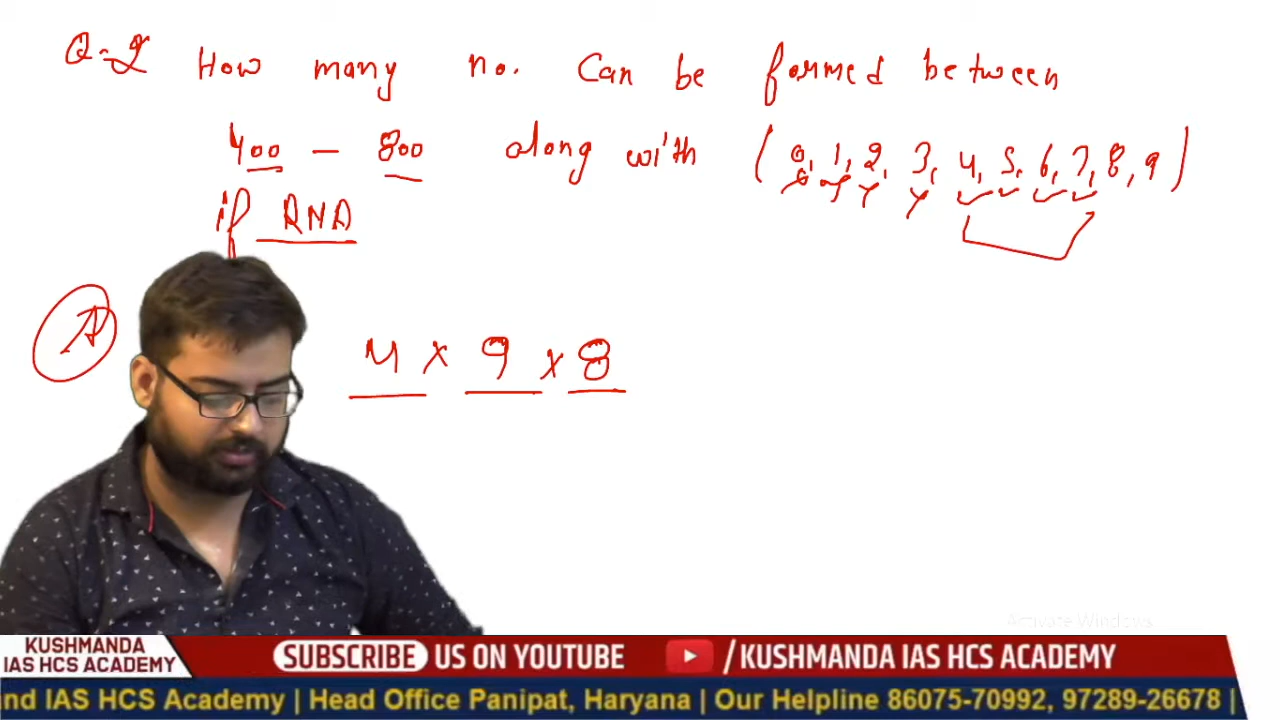 Q-2 How many no. Can be formed between
400 - 800 along with (0, 1, 2, 3, 4, 5, 6, 7, 8, 9)
if RNA
A
4 × 9 × 8
Activate Windows
KUSHMANDA
IAS HCS ACADEMY
SUBSCRIBE US ON YOUTUBE
/KUSHMANDA IAS HCS ACADEMY
nd IAS HCS Academy | Head Office Panipat, Haryana | Our Helpline 86075-70992, 97289-26678 |